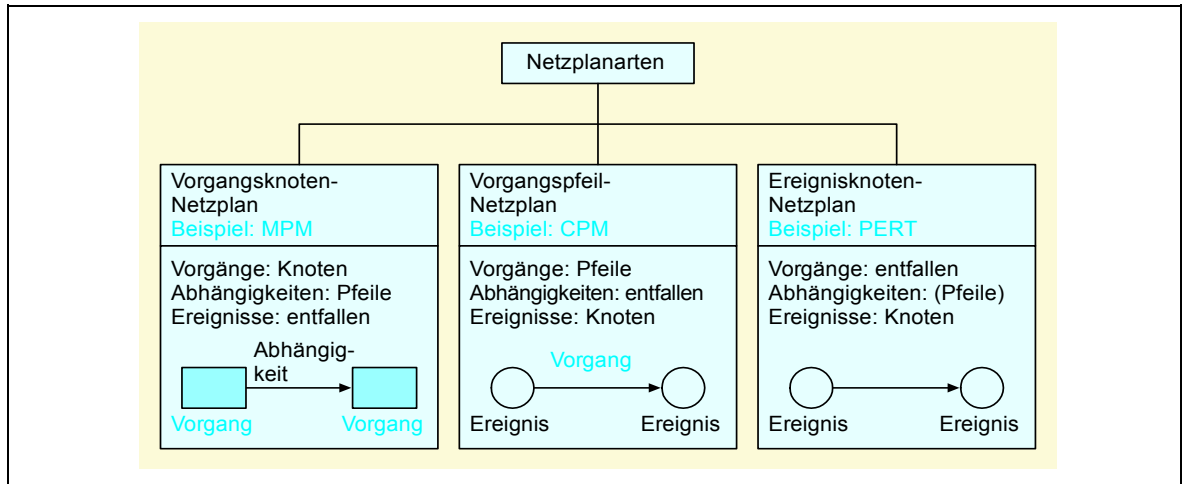 Netzplanarten
Vorgangsknoten-
Netzplan
Beispiel: MPM
Vorgänge: Knoten
Abhängigkeiten: Pfeile
Ereignisse: entfallen
Abhängig-
keit
Vorgang
Vorgang
Vorgangspfeil-
Netzplan
Beispiel: CPM
Vorgänge: Pfeile
Abhängigkeiten: entfallen
Ereignisse: Knoten
Vorgang
Ereignis
Ereignis
Ereignisknoten-
Netzplan
Beispiel: PERT
Vorgänge: entfallen
Abhängigkeiten: (Pfeile)
Ereignisse: Knoten
Ereignis
Ereignis